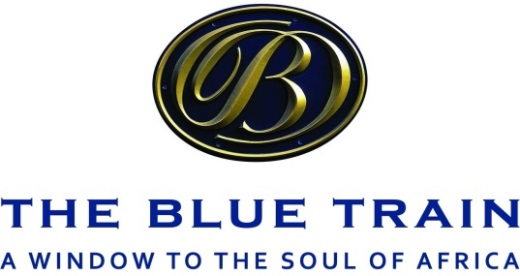 B
THE BLUE TRAIN
A WINDOW TO THE SOUL OF AFRICA